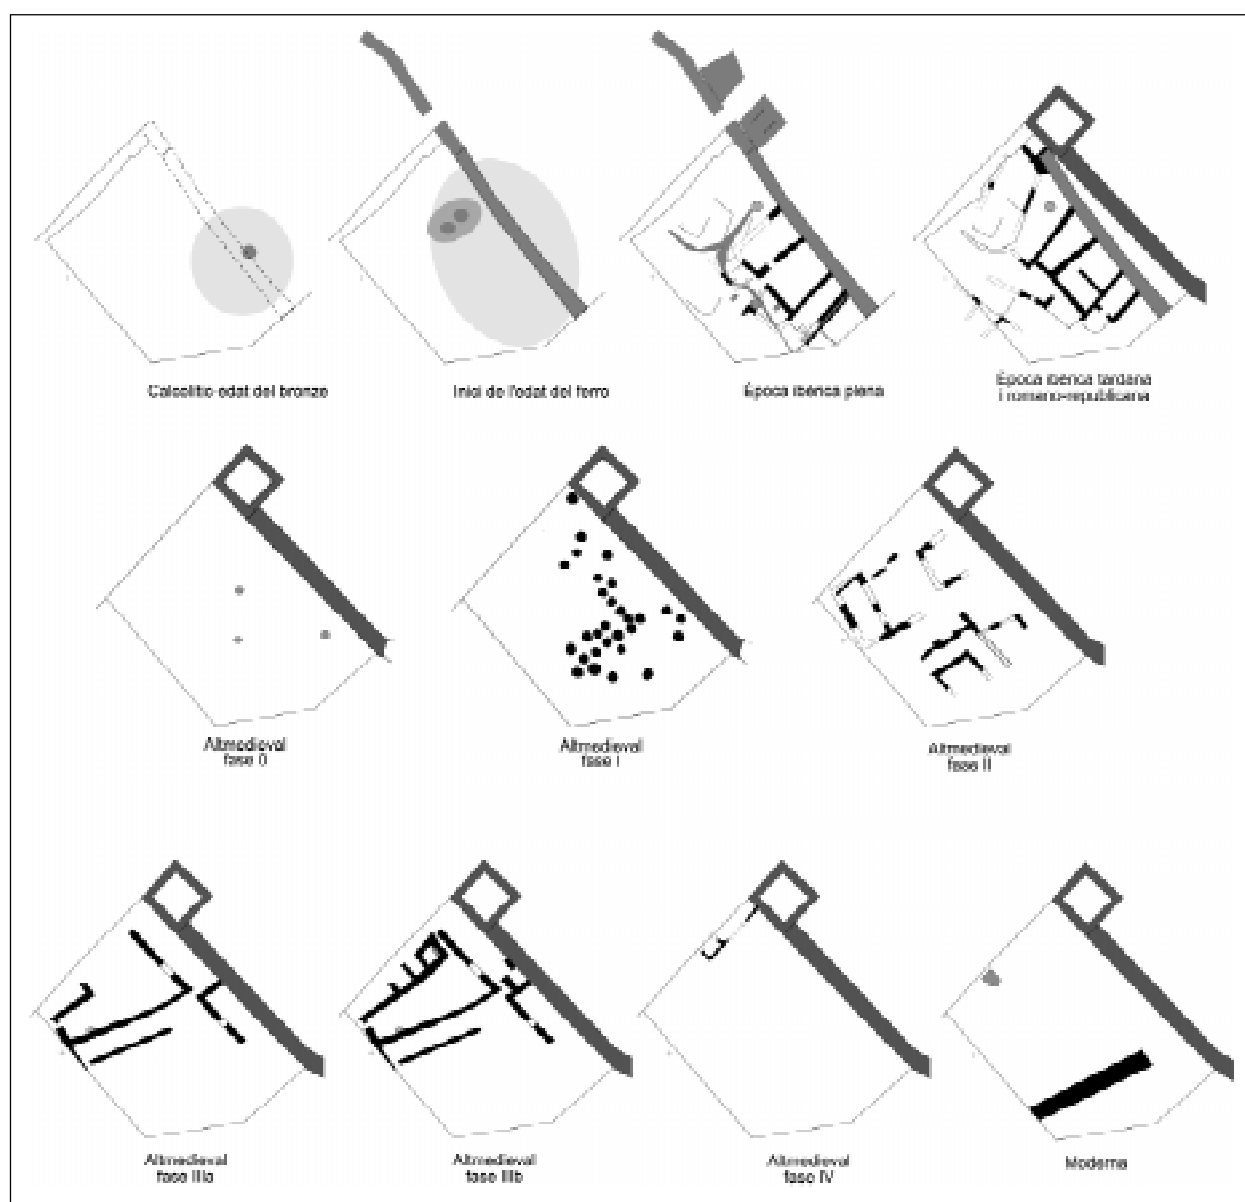 Calcolític-edat del bronze
Inici de l'edat del ferro
Època ibèrica plena
Època ibèrica tardana
i romano-republicana
Altmedieval
fase 0
Altmedieval
fase I
Altmedieval
fase II
Altmedieval
fase IIIa
Altmedieval
fase IIIb
Altmedieval
fase IV
Moderna